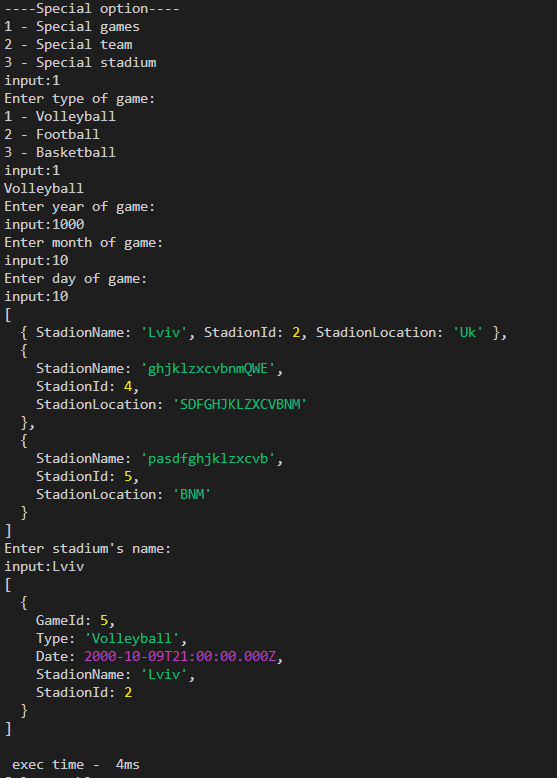 ----Special option----
1 - Special games
2 - Special team
3 - Special stadium
input:1
Enter type of game:
1 - Volleyball
2 - Football
3 - Basketball
input:1
Volleyball
Enter year of game:
input:1000
Enter month of game:
input:10
Enter day of game:
input:10
[
  { StadionName: 'Lviv', StadionId: 2, StadionLocation: 'Uk' },
  {
    StadionName: 'ghjklzxcvbnmQWE',
    StadionId: 4,
    StadionLocation: 'SDFGHJKLZXCVBNM'
  },
  {
    StadionName: 'pasdfghjklzxcvb',
    StadionId: 5,
    StadionLocation: 'BNM'
  }
]
Enter stadium's name:
input:Lviv
[
  {
    GameId: 5,
    Type: 'Volleyball',
    Date: 2000-10-09T21:00:00.000Z,
    StadionName: 'Lviv',
    StadionId: 2
  }
]
 exec time -  4ms